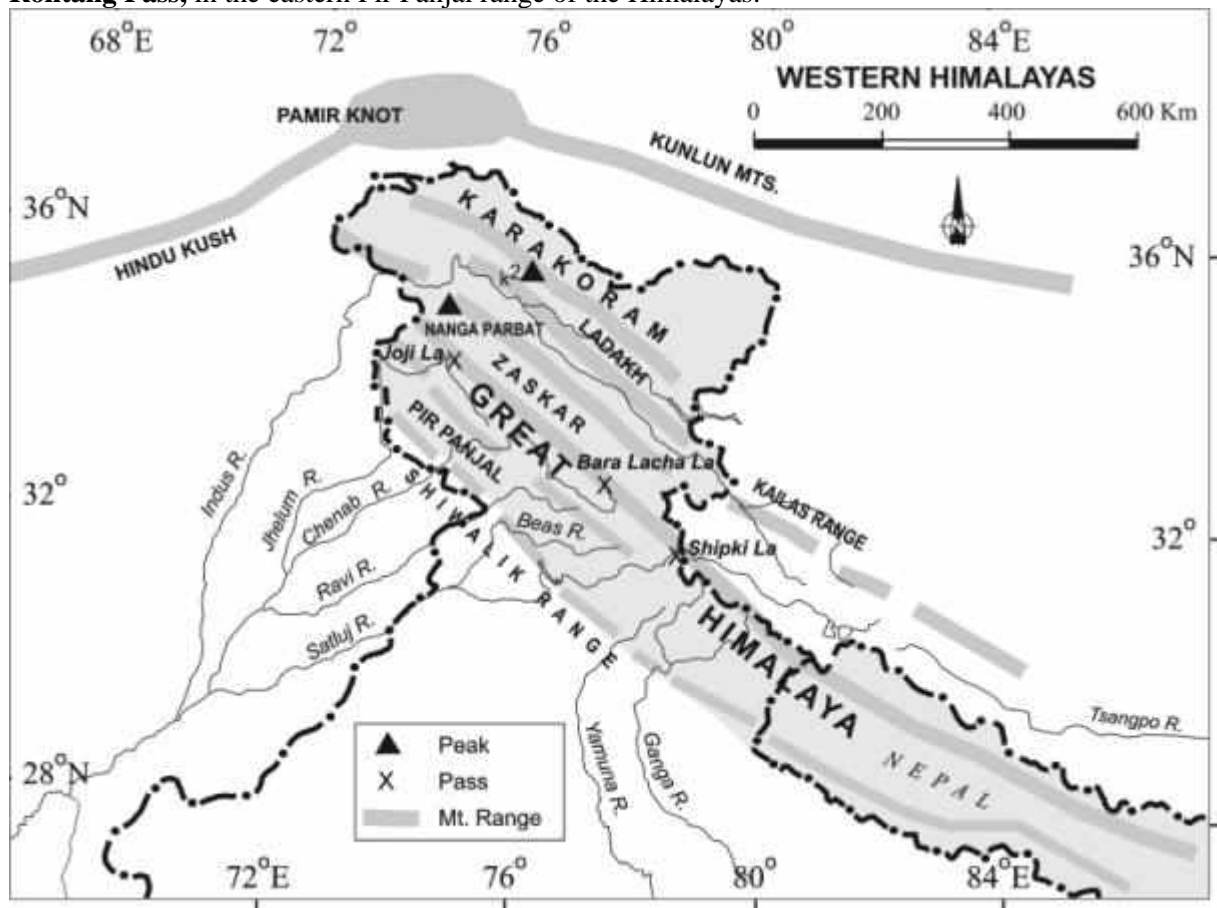 Rohtang Pass, in the eastern Pir Panjal range of the Himalayas.
68°E 72° 76° 80° 84°E
WESTERN HIMALAYAS
0 200 400 600 Km
PAMIR KNOT
KUNLUN MTS.
HINDU KUSH
36°N
36°N
N
KARAKORAM
K2
NANGA PARBAT
LADAKH
Joji La
ZASKAR
GREAT
PIR PANJAL
Bara Lacha La
32°
KAILAS RANGE
Indus R.
Jhelum R.
Chenab R.
SHIWALIK RANGE
Beas R.
Shipki La
32°
Ravi R.
Satluj R.
HIMALAYA
Tsangpo R.
NEPAL
Yamuna R.
Ganga R.
28°N
Peak
Pass
Mt. Range
72°E 76° 80° 84°E